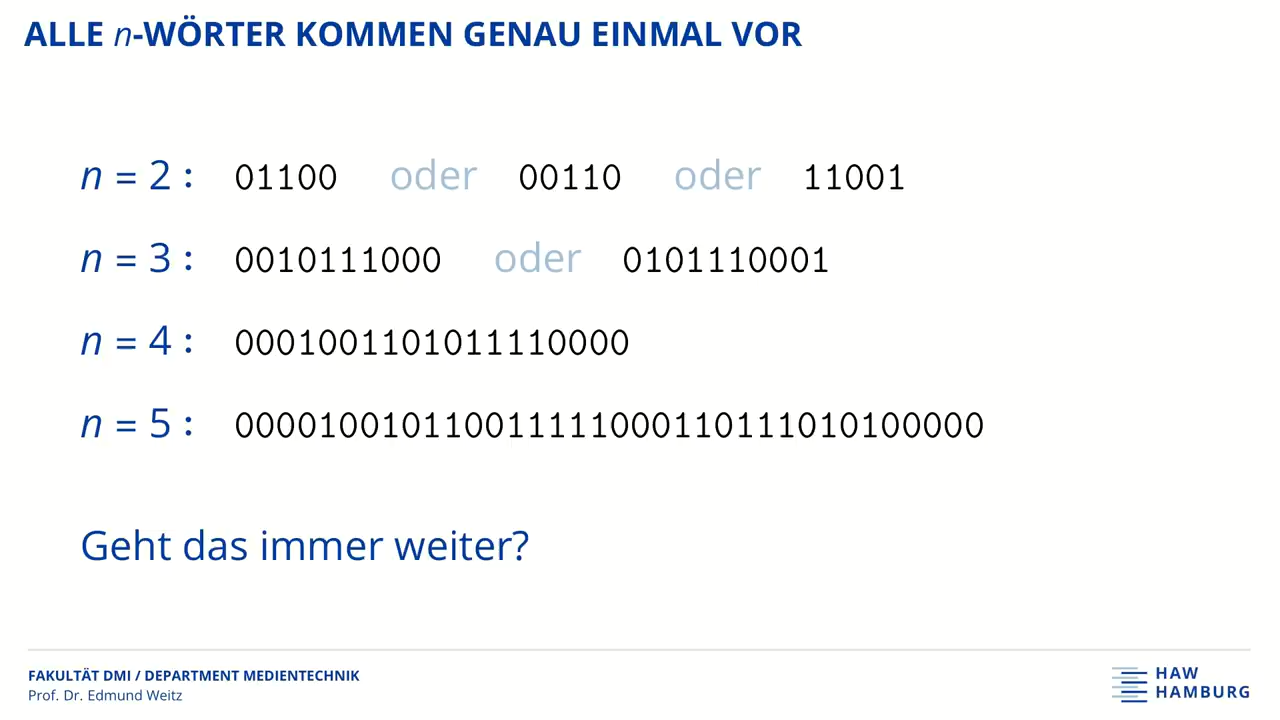 ALLE n-WÖRTER KOMMEN GENAU EINMAL VOR
n = 2 : 01100 oder 00110 oder 11001
n = 3 : 0010111000 oder 0101110001
n = 4 : 0001001101011110000
n = 5 : 000010010110011111000110111010100000
Geht das immer weiter?
FAKULTÄT DMI / DEPARTMENT MEDIENTECHNIK
Prof. Dr. Edmund Weitz
HAW
HAMBURG